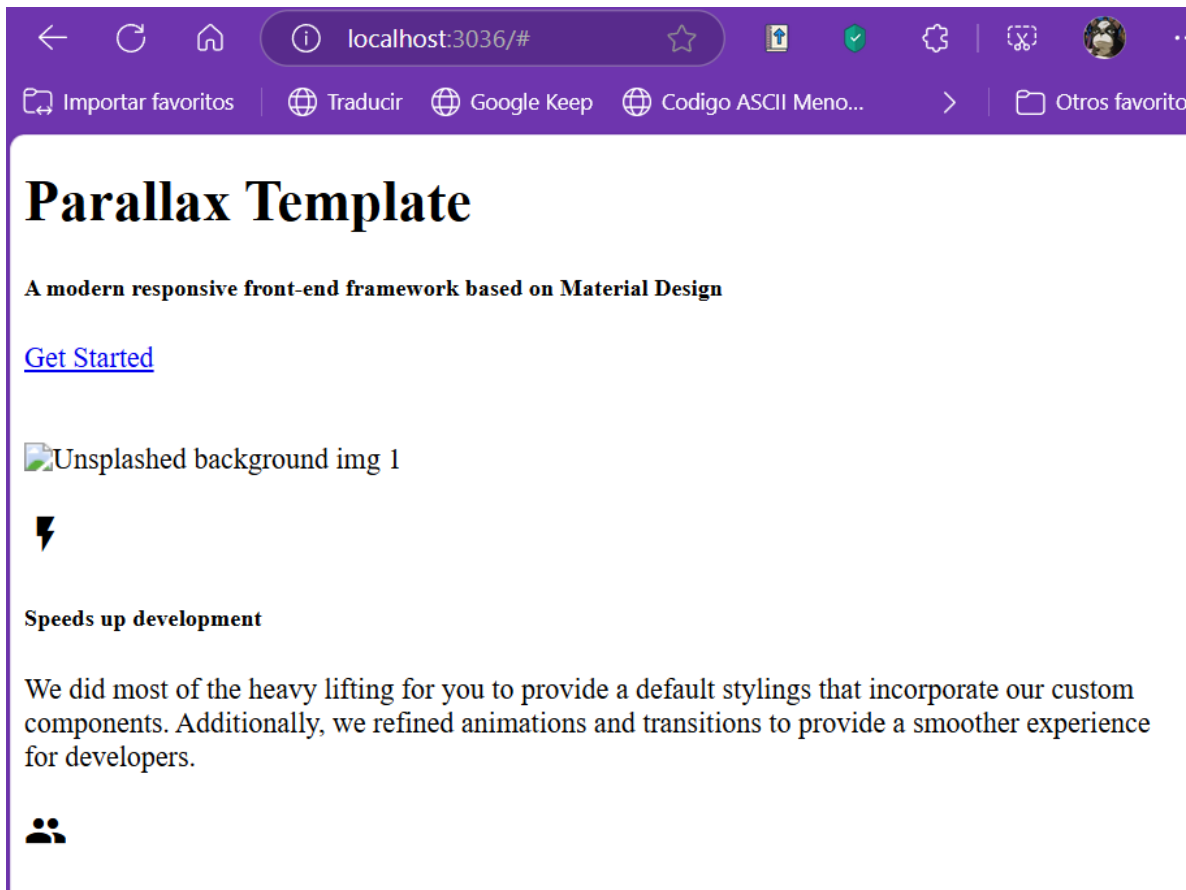 localhost:3036/#
Importar favoritos
Traducir
Google Keep
Codigo ASCII Meno...
Otros favorito
Parallax Template
A modern responsive front-end framework based on Material Design
Get Started
Unsplashed background img 1
Speeds up development
We did most of the heavy lifting for you to provide a default stylings that incorporate our custom
components. Additionally, we refined animations and transitions to provide a smoother experience
for developers.